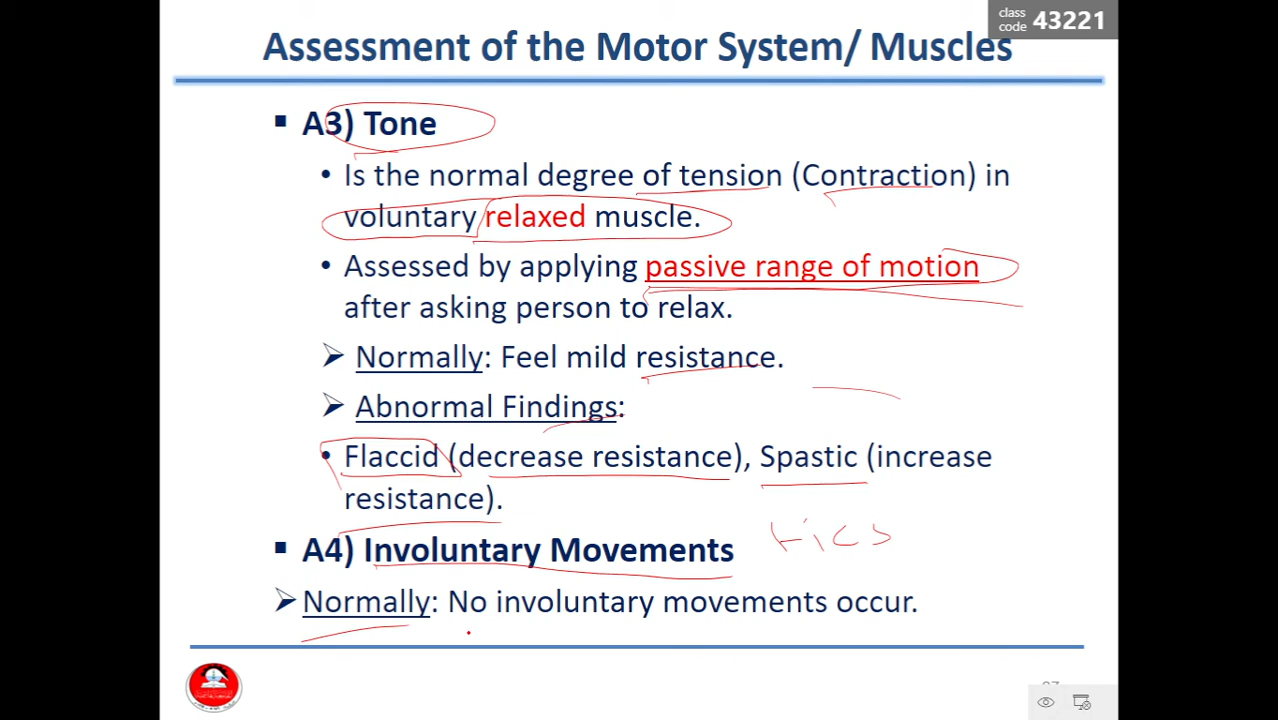 class
code 43221
Assessment of the Motor System/ Muscles
▪ A3) Tone
• Is the normal degree of tension (Contraction) in
voluntary relaxed muscle.
• Assessed by applying passive range of motion
after asking person to relax.
➢ Normally: Feel mild resistance.
➢ Abnormal Findings:
• Flaccid (decrease resistance), Spastic (increase
resistance).
tics
▪ A4) Involuntary Movements
➢ Normally: No involuntary movements occur.